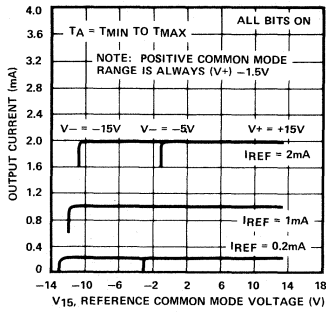 4.0
3.6
3.2
2.8
2.4
2.0
1.6
1.2
0.8
0.4
0
OUTPUT CURRENT (mA)
ALL BITS ON
TA = TMIN TO TMAX
NOTE: POSITIVE COMMON MODE
RANGE IS ALWAYS (V+) –1.5V
V– = –15V V– = –5V V+ = +15V
IREF = 2mA
IREF = 1mA
IREF = 0.2mA
–14 –10 –6 –2 2 6 10 14 18
V15, REFERENCE COMMON MODE VOLTAGE (V)